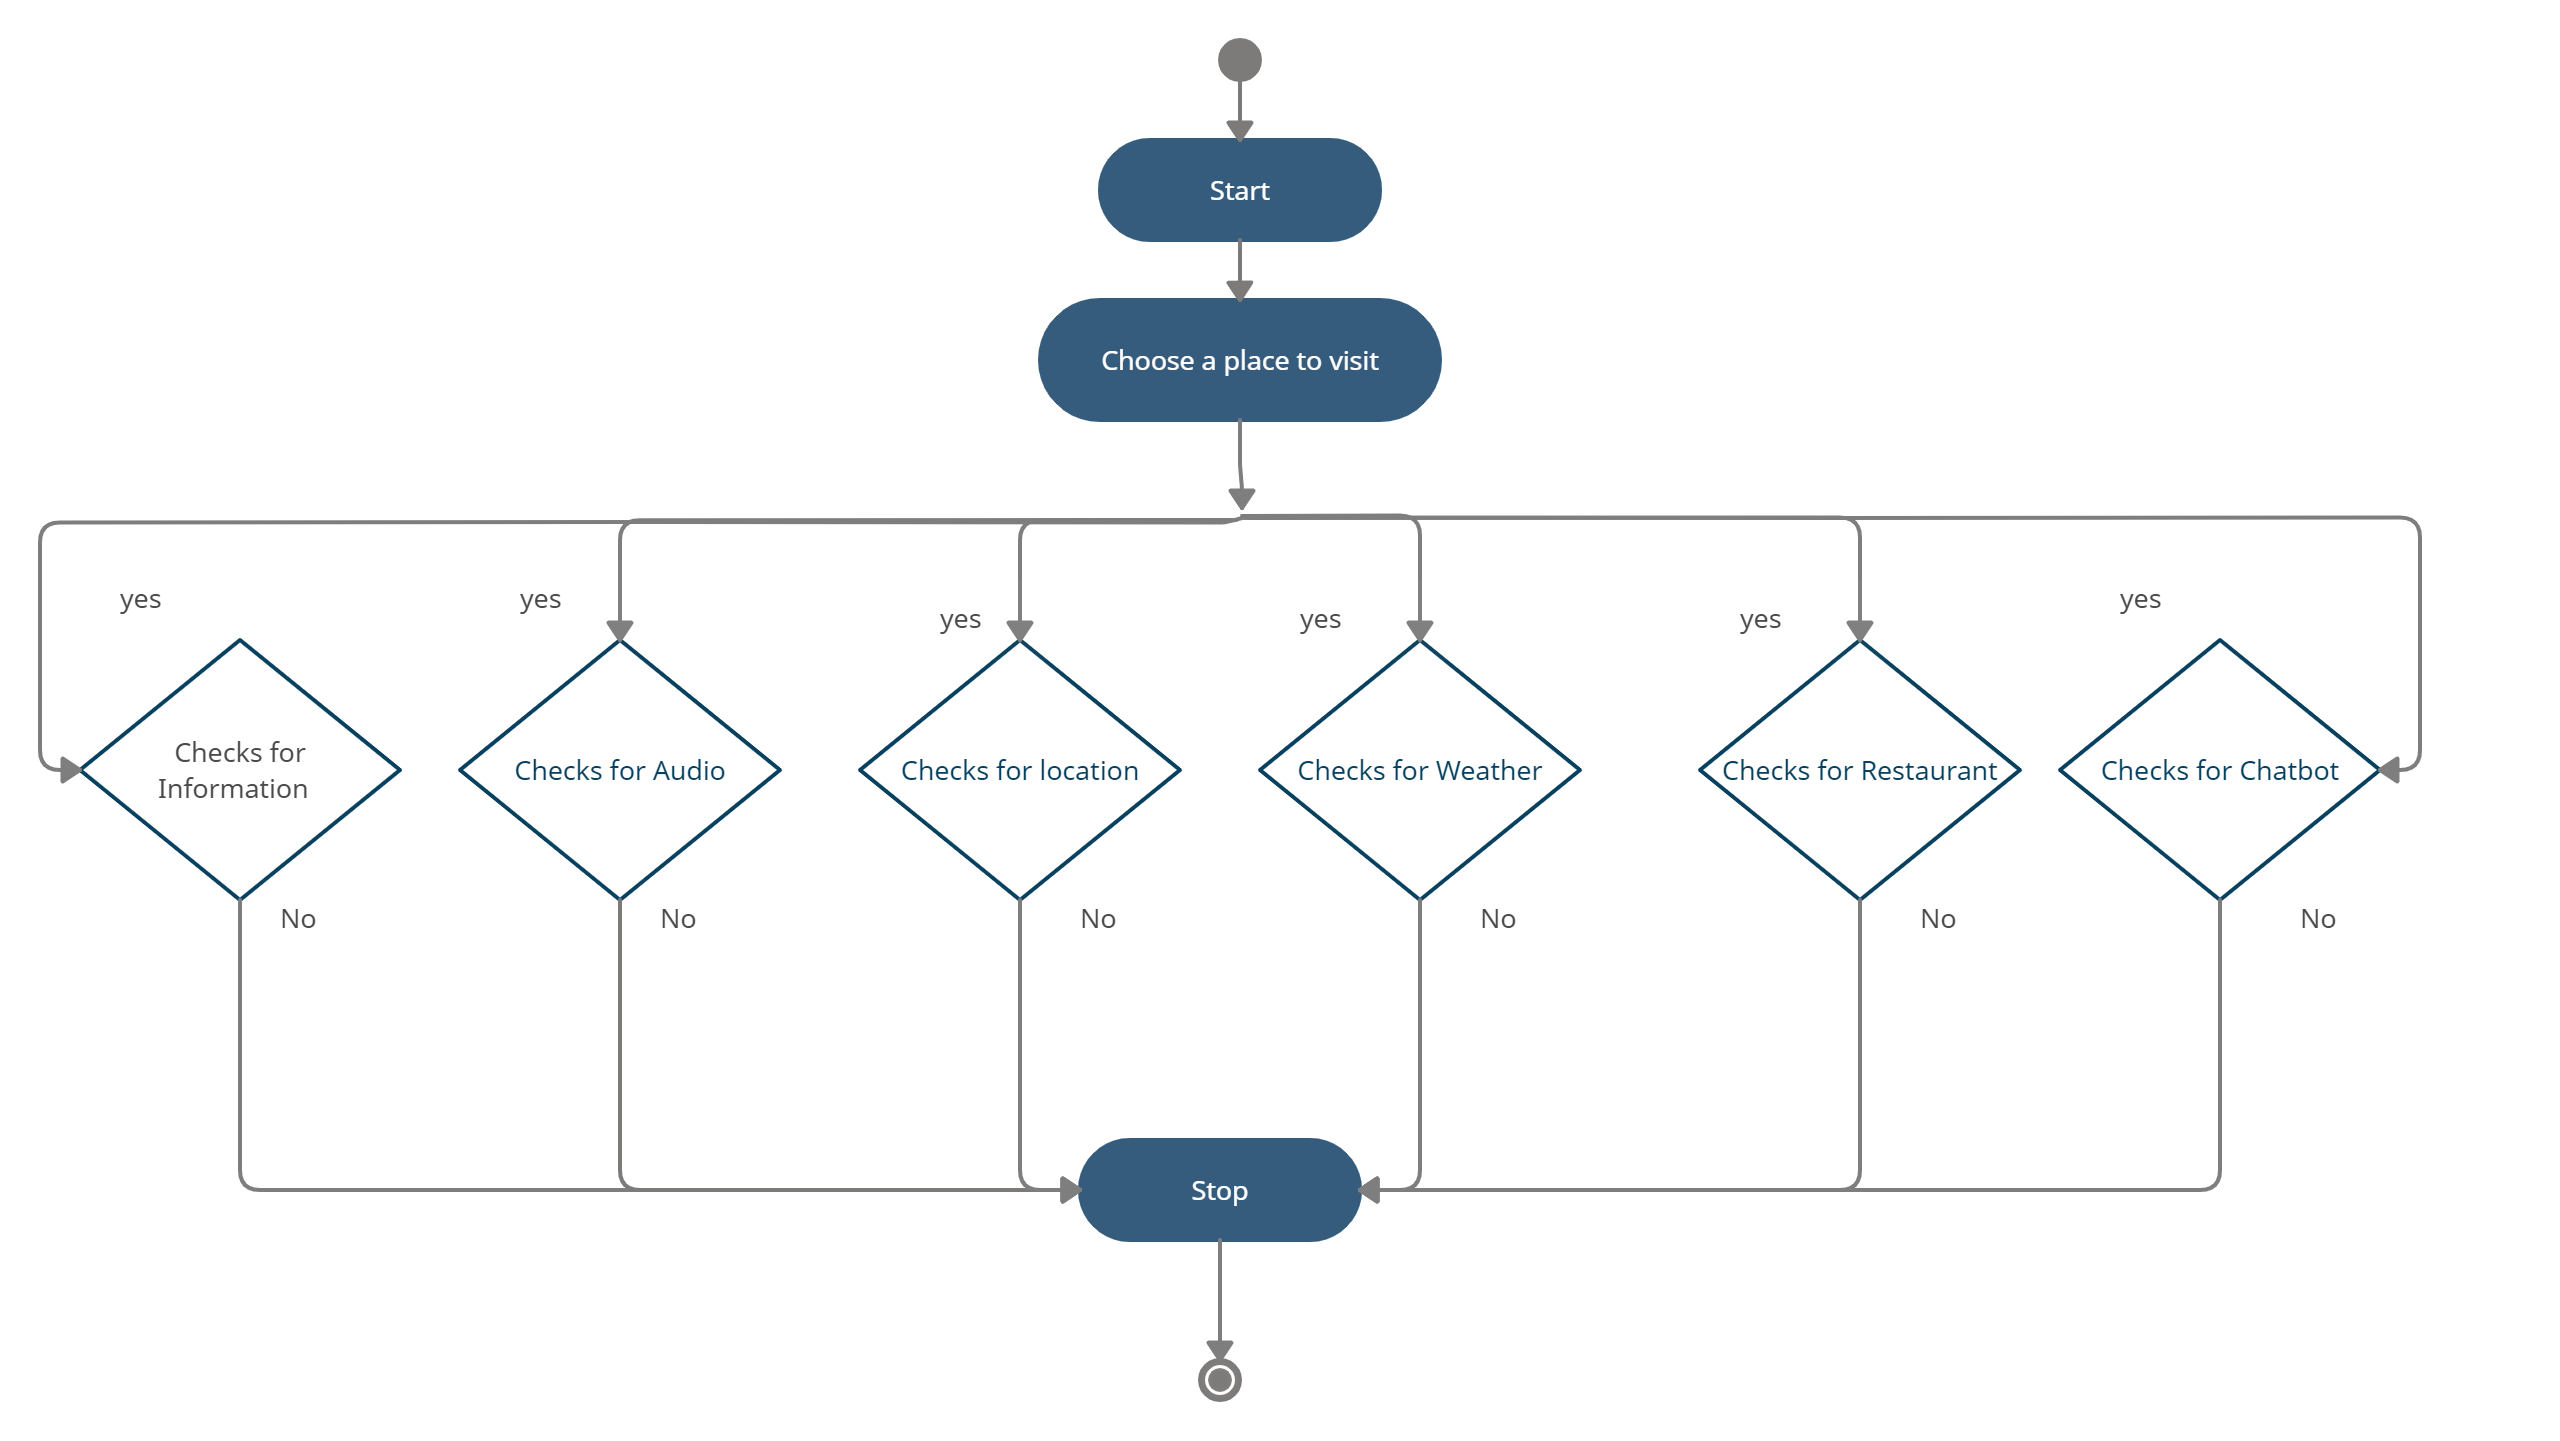 Start
Choose a place to visit
yes
yes
yes
yes
yes
yes
Checks for
Information
Checks for Audio
Checks for location
Checks for Weather
Checks for Restaurant
Checks for Chatbot
No
No
No
No
No
No
Stop